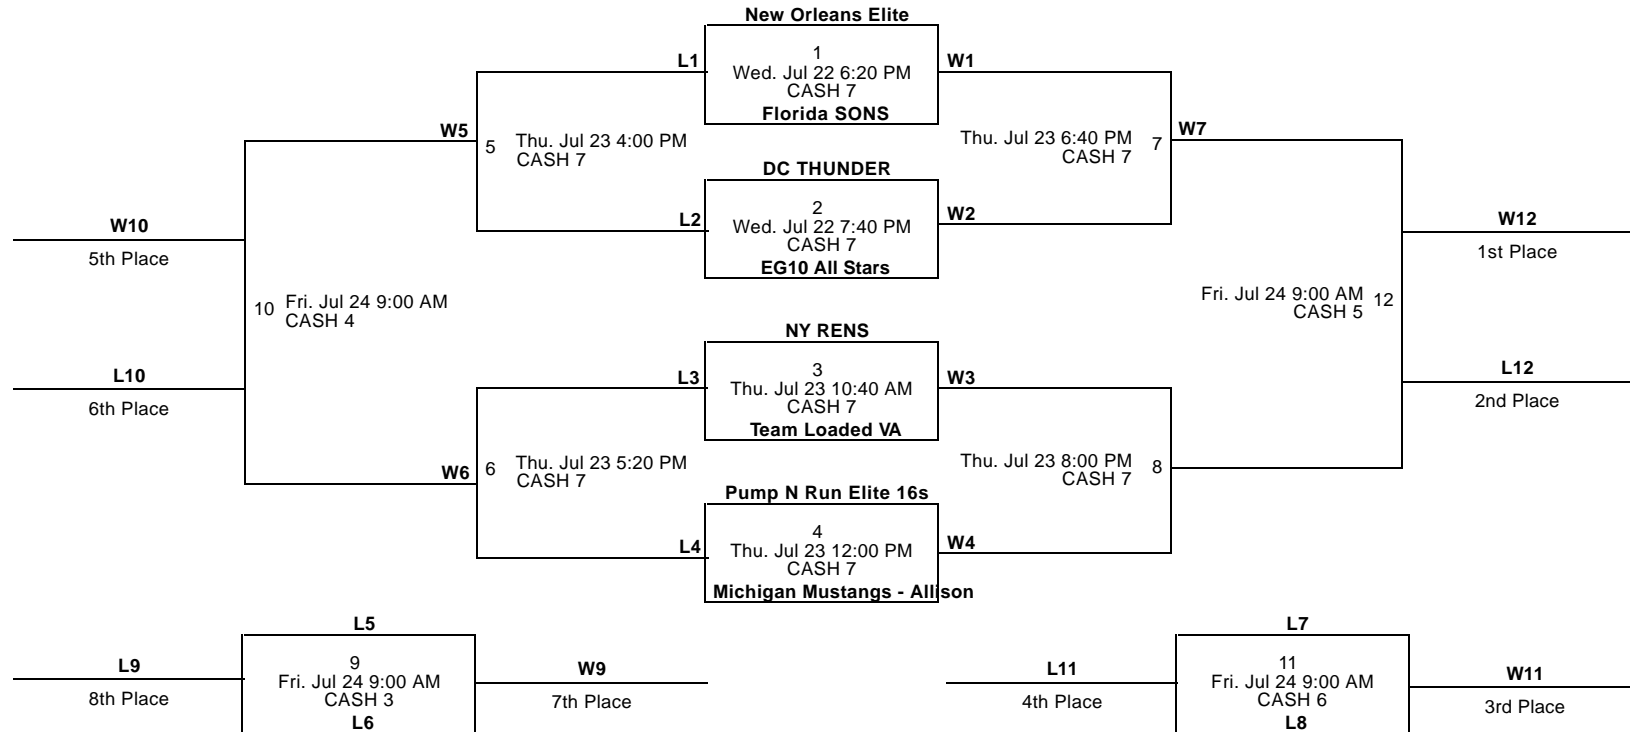 New Orleans Elite
L1
1
Wed. Jul 22 6:20 PM
CASH 7
Florida SONS
W1
W5
5
Thu. Jul 23 4:00 PM
CASH 7
Thu. Jul 23 6:40 PM
CASH 7
7
W7
DC THUNDER
L2
2
Wed. Jul 22 7:40 PM
CASH 7
EG10 All Stars
W2
W10
5th Place
W12
1st Place
10
Fri. Jul 24 9:00 AM
CASH 4
Fri. Jul 24 9:00 AM
CASH 5
12
NY RENS
L3
3
Thu. Jul 23 10:40 AM
CASH 7
Team Loaded VA
W3
L10
6th Place
L12
2nd Place
W6
6
Thu. Jul 23 5:20 PM
CASH 7
Thu. Jul 23 8:00 PM
CASH 7
8
Pump N Run Elite 16s
L4
4
Thu. Jul 23 12:00 PM
CASH 7
Michigan Mustangs - Allison
W4
L5
L9
8th Place
9
Fri. Jul 24 9:00 AM
CASH 3
L6
W9
7th Place
L7
L11
4th Place
11
Fri. Jul 24 9:00 AM
CASH 6
L8
W11
3rd Place